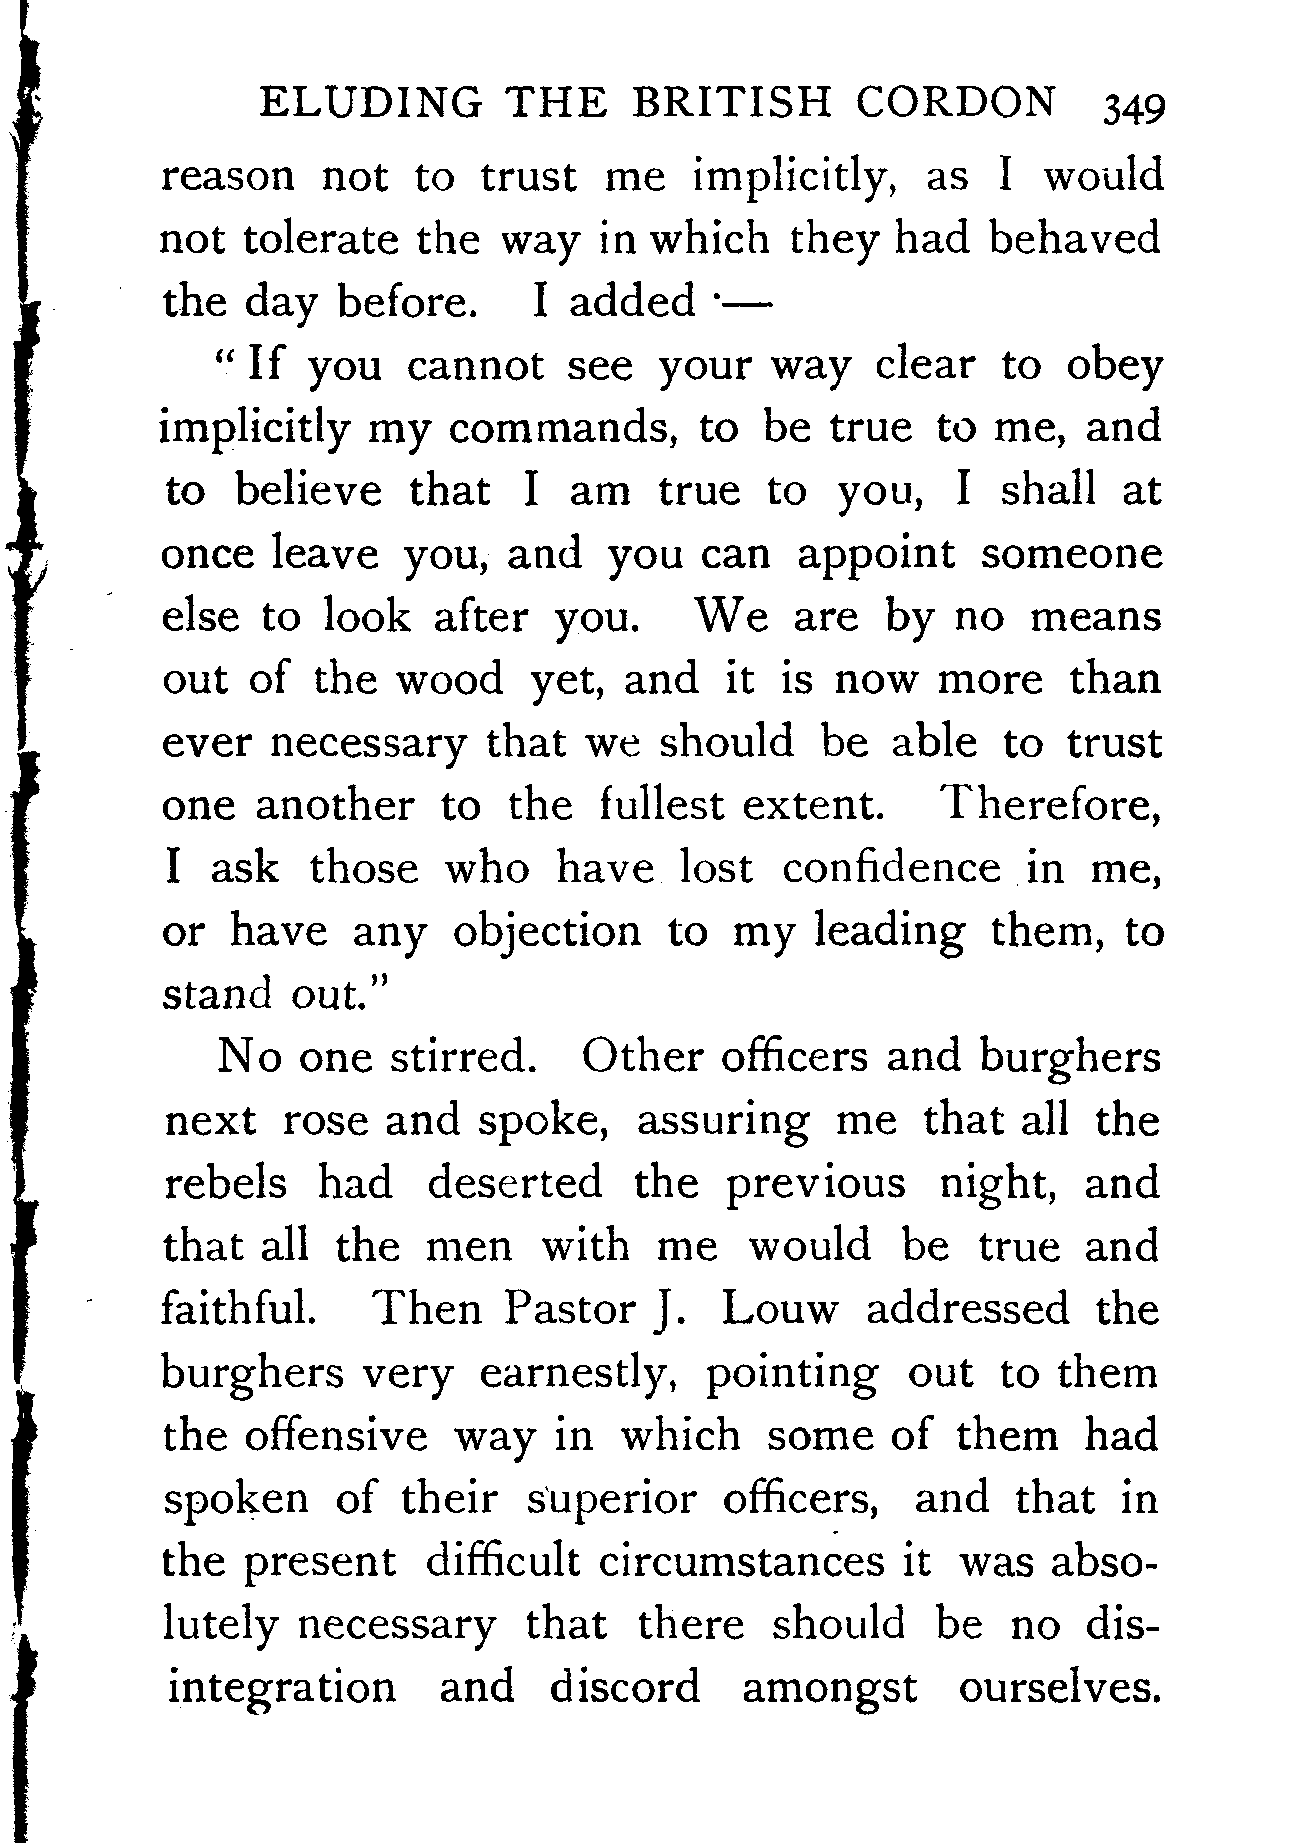 ELUDING THE BRITISH CORDON 349
reason not to trust me implicitly, as I would
not tolerate the way in which they had behaved
the day before. I added ·—
“ If you cannot see your way clear to obey
implicitly my commands, to be true to me, and
to believe that I am true to you, I shall at
once leave you, and you can appoint someone
else to look after you. We are by no means
out of the wood yet, and it is now more than
ever necessary that we should be able to trust
one another to the fullest extent. Therefore,
I ask those who have lost confidence in me,
or have any objection to my leading them, to
stand out.”
No one stirred. Other officers and burghers
next rose and spoke, assuring me that all the
rebels had deserted the previous night, and
that all the men with me would be true and
faithful. Then Pastor J. Louw addressed the
burghers very earnestly, pointing out to them
the offensive way in which some of them had
spoken of their superior officers, and that in
the present difficult circumstances it was abso-
lutely necessary that there should be no dis-
integration and discord amongst ourselves.